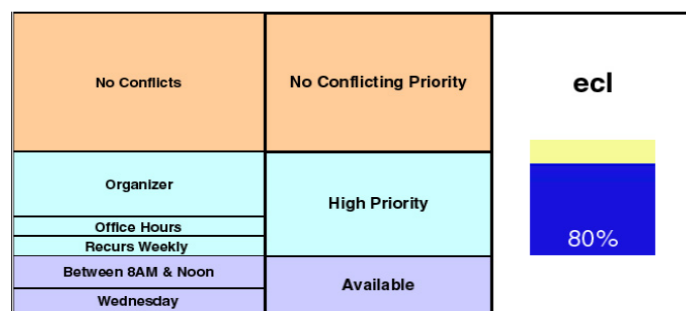 No Conflicts
No Conflicting Priority
ecl
Organizer
High Priority
Office Hours
Recurs Weekly
80%
Between 8AM & Noon
Available
Wednesday